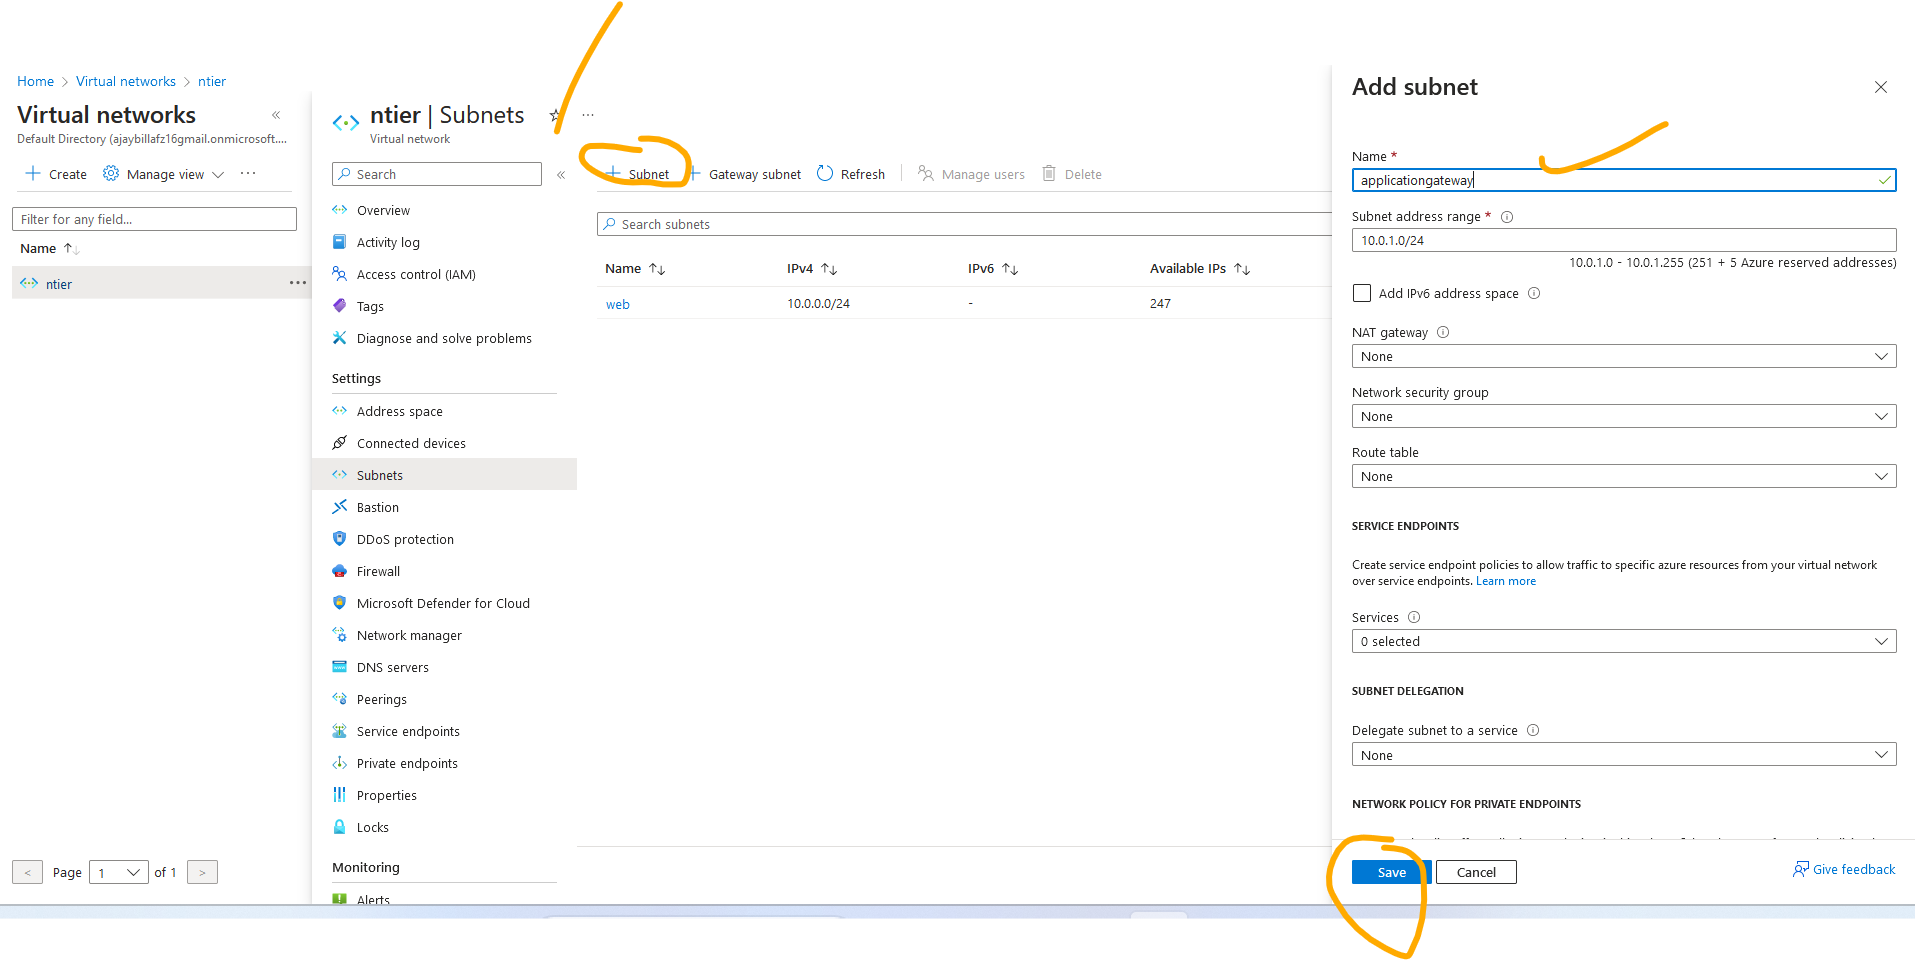 Home > Virtual networks > ntier
Virtual networks «
Default Directory (ajaybillafz16gmail.onmicrosoft....
+ Create Manage view ...
Filter for any field...
Name ↑↓
ntier ...
Page 1 of 1
< >
ntier | Subnets ...
Virtual network
Search «
Overview
Activity log
Access control (IAM)
Tags
Diagnose and solve problems
Settings
Address space
Connected devices
Subnets
Bastion
DDoS protection
Firewall
Microsoft Defender for Cloud
Network manager
DNS servers
Peerings
Service endpoints
Private endpoints
Properties
Locks
Monitoring
Alerts
+ Subnet + Gateway subnet Refresh Manage users Delete
Search subnets
Name ↑↓ IPv4 ↑↓ IPv6 ↑↓ Available IPs ↑↓
web 10.0.0.0/24 - 247
Add subnet
Name *
applicationgateway
Subnet address range *
10.0.1.0/24
10.0.1.0 - 10.0.1.255 (251 + 5 Azure reserved addresses)
Add IPv6 address space
NAT gateway
None
Network security group
None
Route table
None
SERVICE ENDPOINTS
Create service endpoint policies to allow traffic to specific azure resources from your virtual network
over service endpoints. Learn more
Services
0 selected
SUBNET DELEGATION
Delegate subnet to a service
None
NETWORK POLICY FOR PRIVATE ENDPOINTS
Save Cancel Give feedback